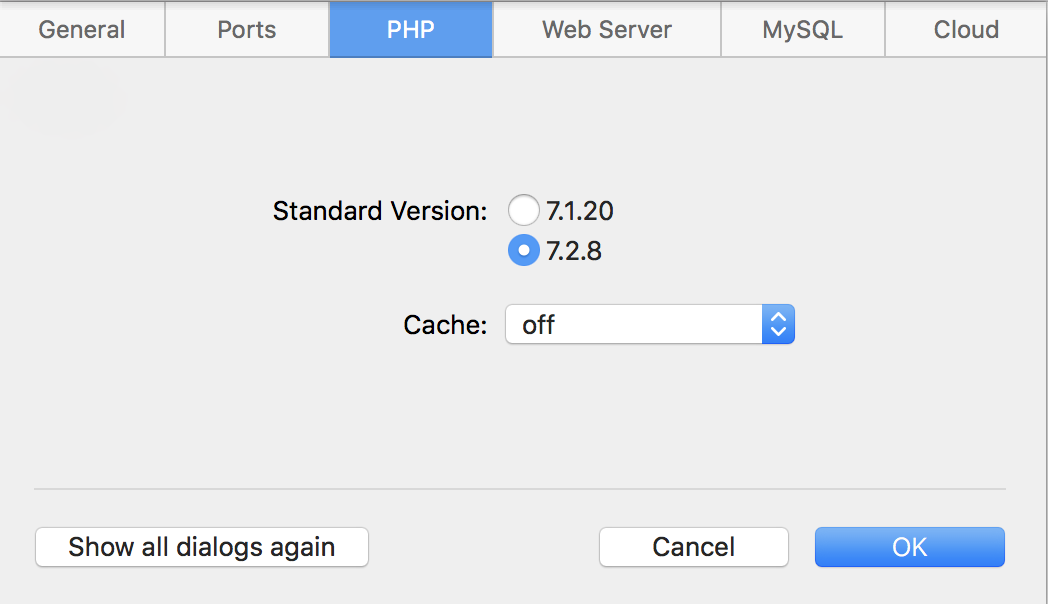 General Ports PHP Web Server MySQL Cloud
Standard Version: 7.1.20
7.2.8
Cache: off
Show all dialogs again Cancel OK